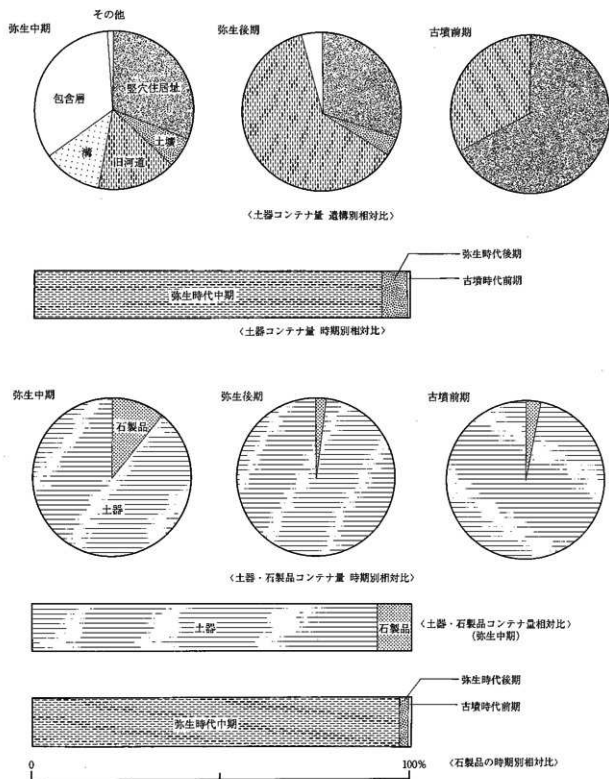 その他
弥生中期
弥生後期
古墳前期
包含層
竪穴住居址
土壙
溝
旧河道
〈土器コンテナ量 遺構別相対比〉
弥生時代後期
古墳時代前期
弥生時代中期
〈土器コンテナ量 時期別相対比〉
弥生中期
弥生後期
古墳前期
石製品
土器
〈土器・石製品コンテナ量 時期別相対比〉
土器
石製品
〈土器・石製品コンテナ量相対比〉
(弥生中期)
弥生時代後期
古墳時代前期
弥生時代中期
0
100%
〈石製品の時期別相対比〉